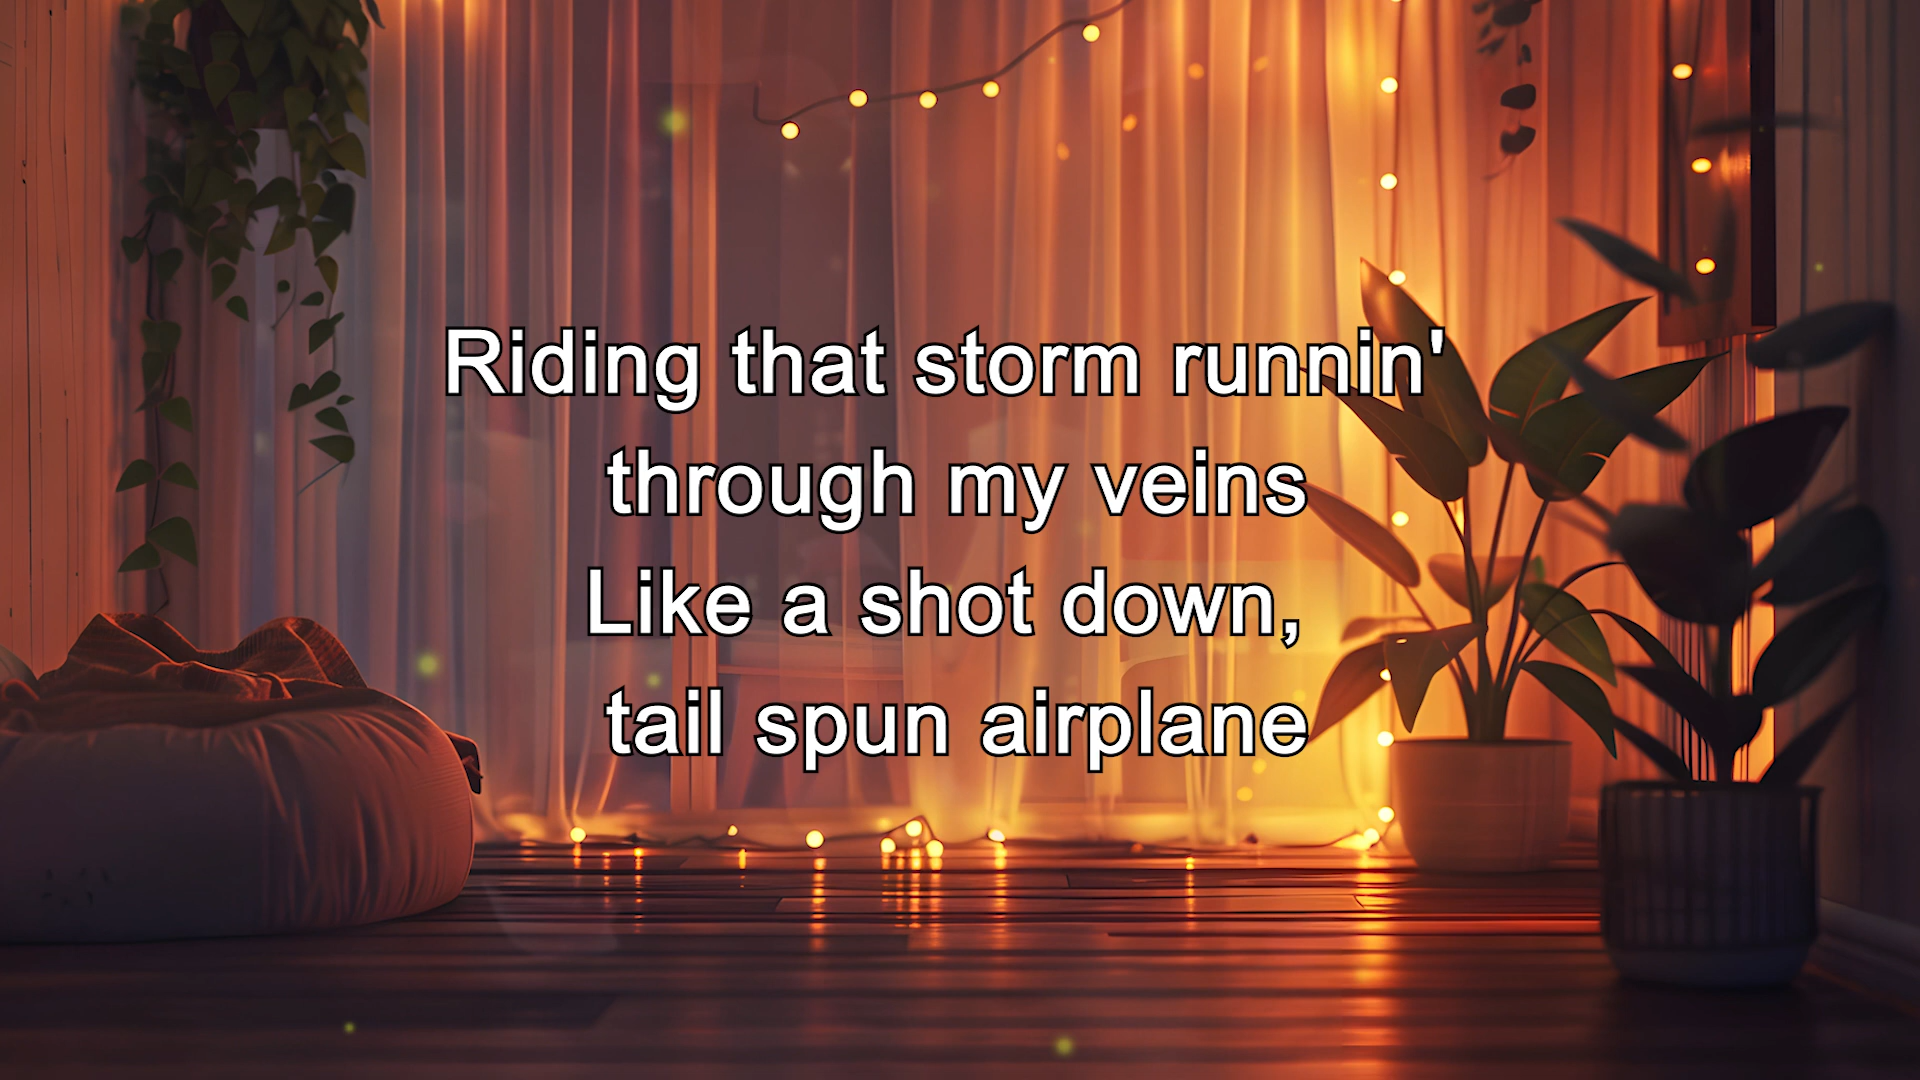 Riding that storm runnin'
through my veins
Like a shot down,
tail spun airplane